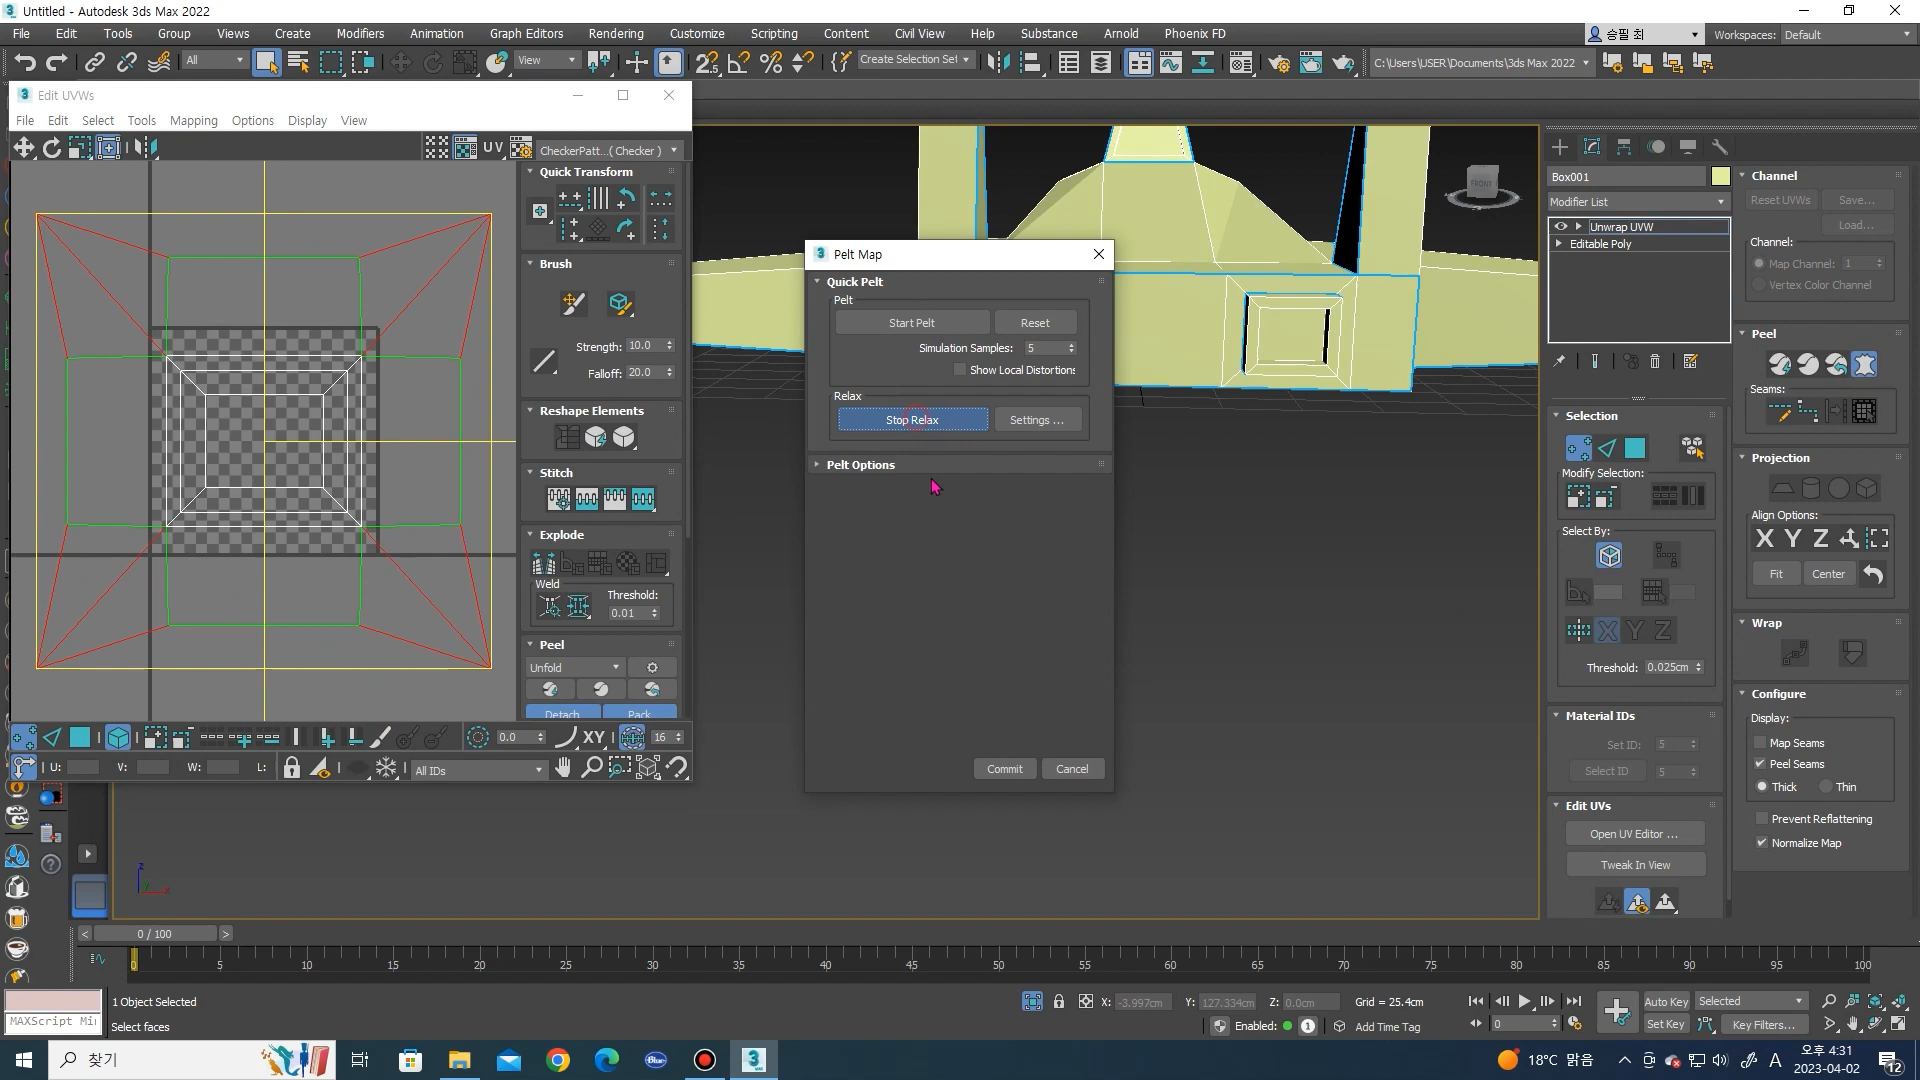 Untitled - Autodesk 3ds Max 2022
File Edit Tools Group Views Create Modifiers Animation Graph Editors Rendering Customize Scripting Content Civil View Help Substance Arnold Phoenix FD
승필 최
Workspaces: Default
All
View
Create Selection Set
C:\Users\USER\Documents\3ds Max 2022
Edit UVWs
File Edit Select Tools Mapping Options Display View
UV
CheckerPatt...( Checker )
Quick Transform
Brush
Strength: 10.0
Falloff: 20.0
Reshape Elements
Stitch
Explode
Weld
Threshold:
0.01
Peel
Unfold
Detach
Pack
0.0
XY
16
U:
V:
W:
L:
All IDs
Pelt Map
Quick Pelt
Pelt
Start Pelt
Reset
Simulation Samples: 5
Show Local Distortions
Relax
Stop Relax
Settings ...
Pelt Options
Commit
Cancel
FRONT
Box001
Modifier List
Unwrap UVW
Editable Poly
Selection
Modify Selection:
Select By:
X Y Z
Threshold: 0.025cm
Material IDs
Set ID: 5
Select ID 5
Edit UVs
Open UV Editor ...
Tweak In View
Channel
Reset UVWs
Save...
Load...
Channel:
Map Channel: 1
Vertex Color Channel
Peel
Seams:
Projection
Align Options:
X Y Z
Fit
Center
Wrap
Configure
Display:
Map Seams
Peel Seams
Thick
Thin
Prevent Reflattening
Normalize Map
z
x
< 0 / 100 >
0 5 10 15 20 25 30 35 40 45 50 55 60 65 70 75 80 85 90 95 100
1 Object Selected
MAXScript Mi
Select faces
X: -3.997cm
Y: 127.334cm
Z: 0.0cm
Grid = 25.4cm
Enabled:
1
Add Time Tag
0
Auto Key
Selected
Set Key
Key Filters...
찾기
Blue
18°C 맑음
A
오후 4:31
2023-04-02
12